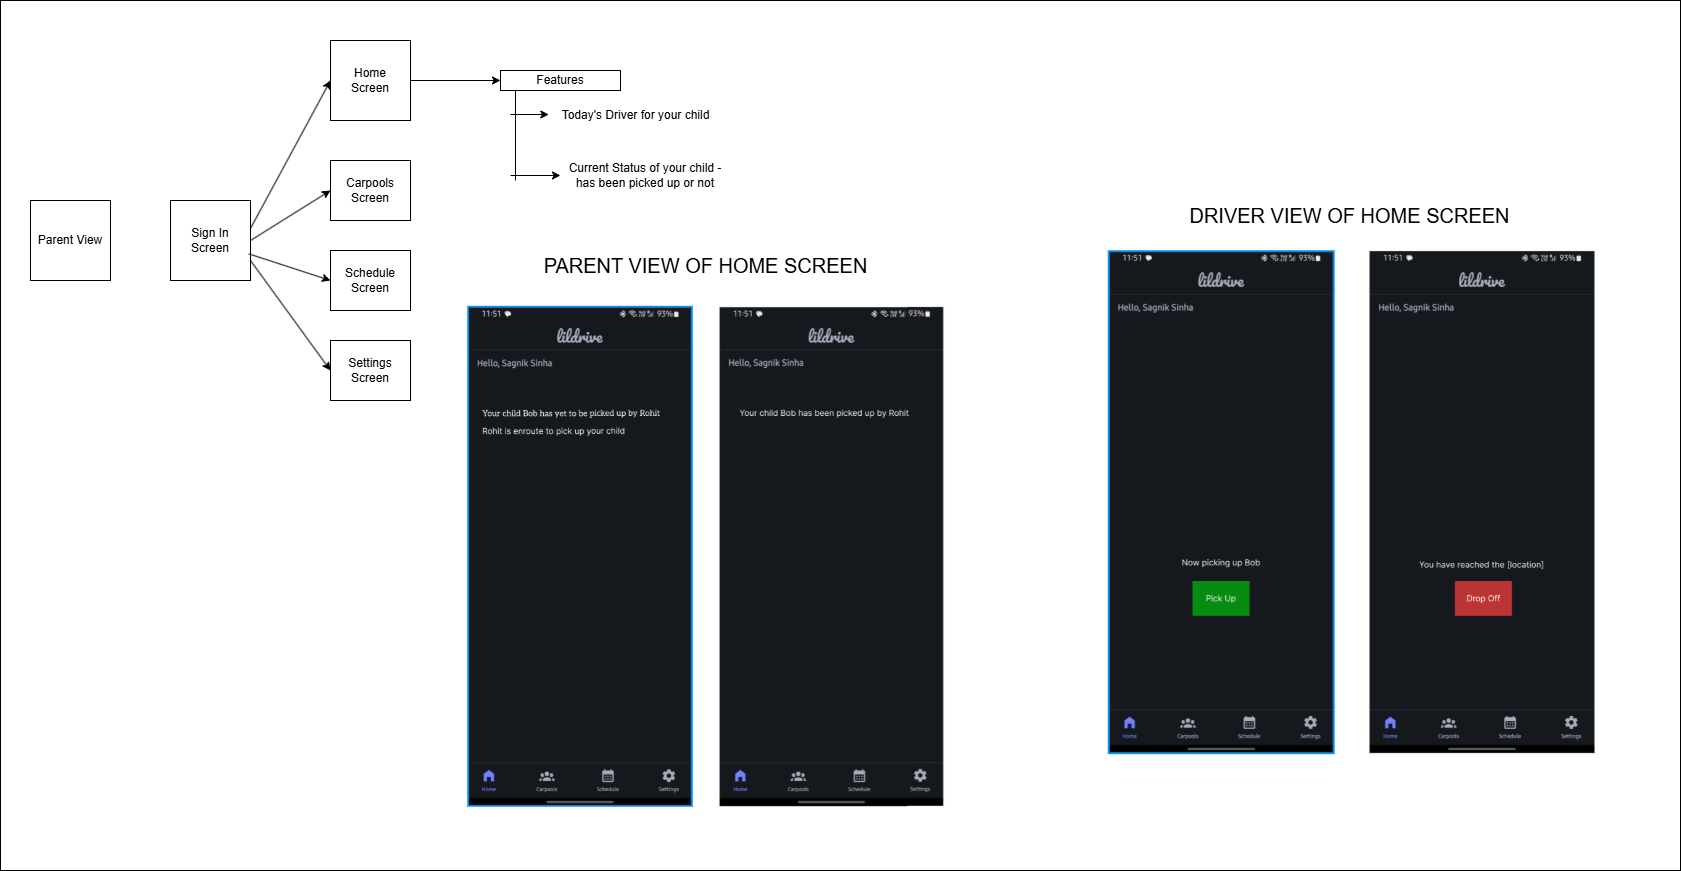 Home
Screen
Features
Today's Driver for your child
Current Status of your child -
has been picked up or not
Carpools
Screen
Parent View
Sign In
Screen
Schedule
Screen
Settings
Screen
PARENT VIEW OF HOME SCREEN
11:51
93%
lildrive
Hello, Sagnik Sinha
Your child Bob has yet to be picked up by Rohit
Rohit is enroute to pick up your child
Home
Carpools
Schedule
Settings
11:51
93%
lildrive
Hello, Sagnik Sinha
Your child Bob has been picked up by Rohit
Home
Carpools
Schedule
Settings
DRIVER VIEW OF HOME SCREEN
11:51
93%
lildrive
Hello, Sagnik Sinha
Now picking up Bob
Pick Up
Home
Carpools
Schedule
Settings
11:51
93%
lildrive
Hello, Sagnik Sinha
You have reached the [location]
Drop Off
Home
Carpools
Schedule
Settings